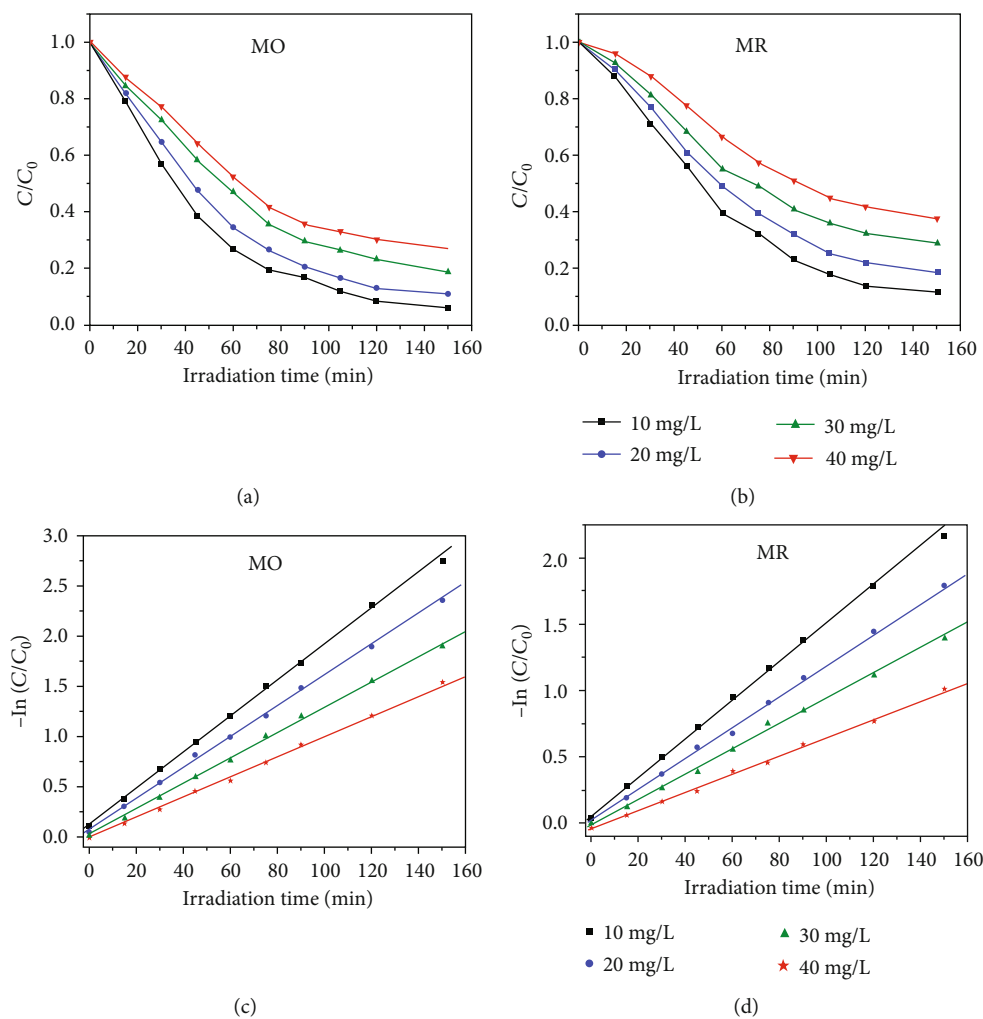 MO
1.0
0.8
0.6
0.4
0.2
0.0
C/C0
0 20 40 60 80 100 120 140 160
Irradiation time (min)
(a)
MR
1.0
0.8
0.6
0.4
0.2
0.0
C/C0
20 40 60 80 100 120 140 160
0
Irradiation time (min)
10 mg/L
30 mg/L
20 mg/L
40 mg/L
(b)
MO
3.0
2.5
2.0
1.5
1.0
0.5
0.0
–In (C/C0)
0 20 40 60 80 100 120 140 160
Irradiation time (min)
(c)
MR
2.0
1.5
1.0
0.5
0.0
–In (C/C0)
0 20 40 60 80 100 120 140 160
Irradiation time (min)
10 mg/L
30 mg/L
20 mg/L
40 mg/L
(d)